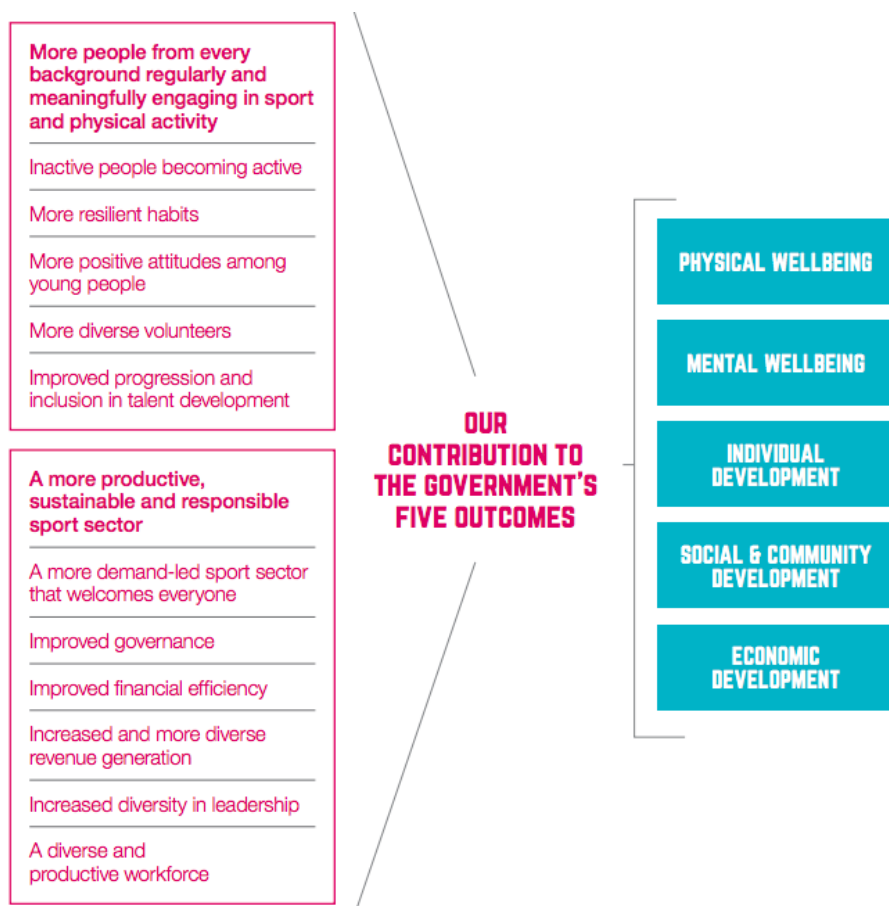 More people from every
background regularly and
meaningfully engaging in sport
and physical activity
Inactive people becoming active
More resilient habits
More positive attitudes among
young people
More diverse volunteers
Improved progression and
inclusion in talent development
A more productive,
sustainable and responsible
sport sector
A more demand-led sport sector
that welcomes everyone
Improved governance
Improved financial efficiency
Increased and more diverse
revenue generation
Increased diversity in leadership
A diverse and
productive workforce
OUR
CONTRIBUTION TO
THE GOVERNMENT'S
FIVE OUTCOMES
PHYSICAL WELLBEING
MENTAL WELLBEING
INDIVIDUAL
DEVELOPMENT
SOCIAL & COMMUNITY
DEVELOPMENT
ECONOMIC
DEVELOPMENT